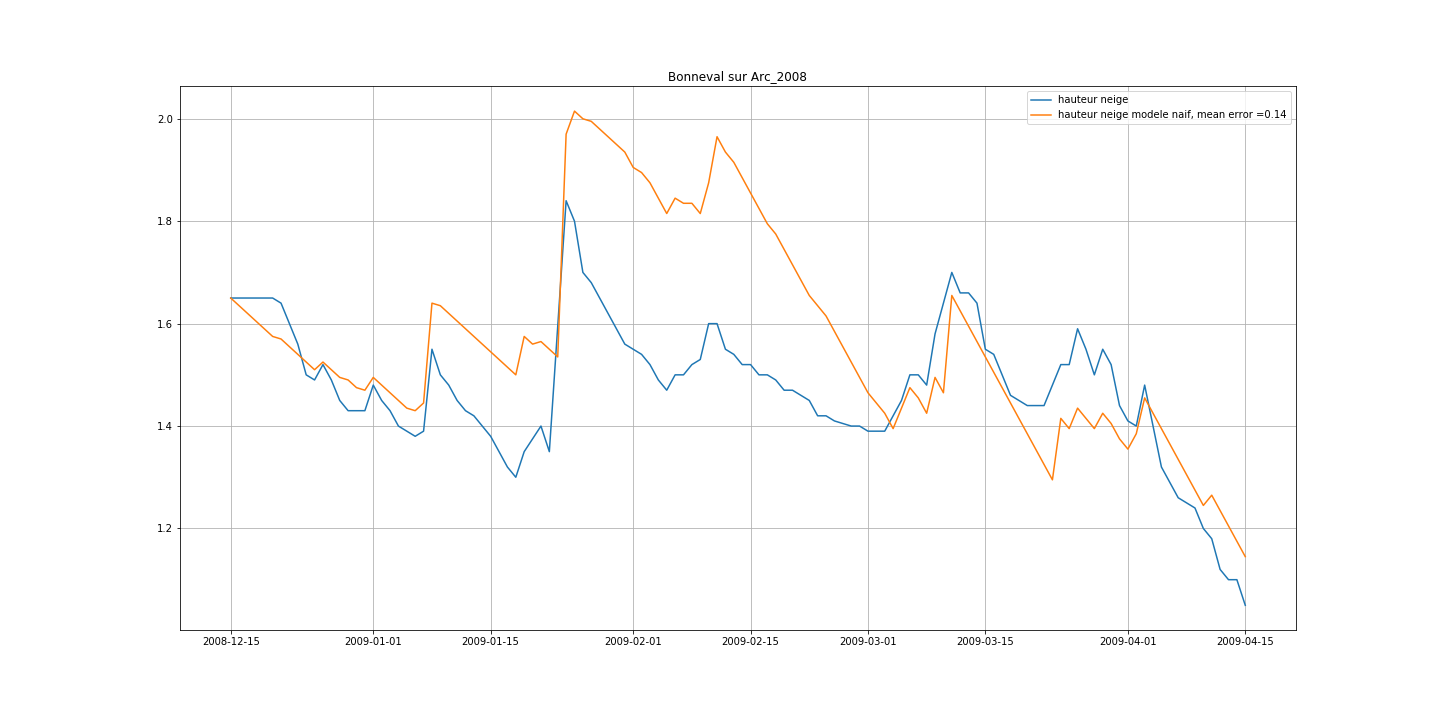 Bonneval sur Arc_2008
hauteur neige
hauteur neige modele naif, mean error =0.14
2.0
1.8
1.6
1.4
1.2
2008-12-15 2009-01-01 2009-01-15 2009-02-01 2009-02-15 2009-03-01 2009-03-15 2009-04-01 2009-04-15